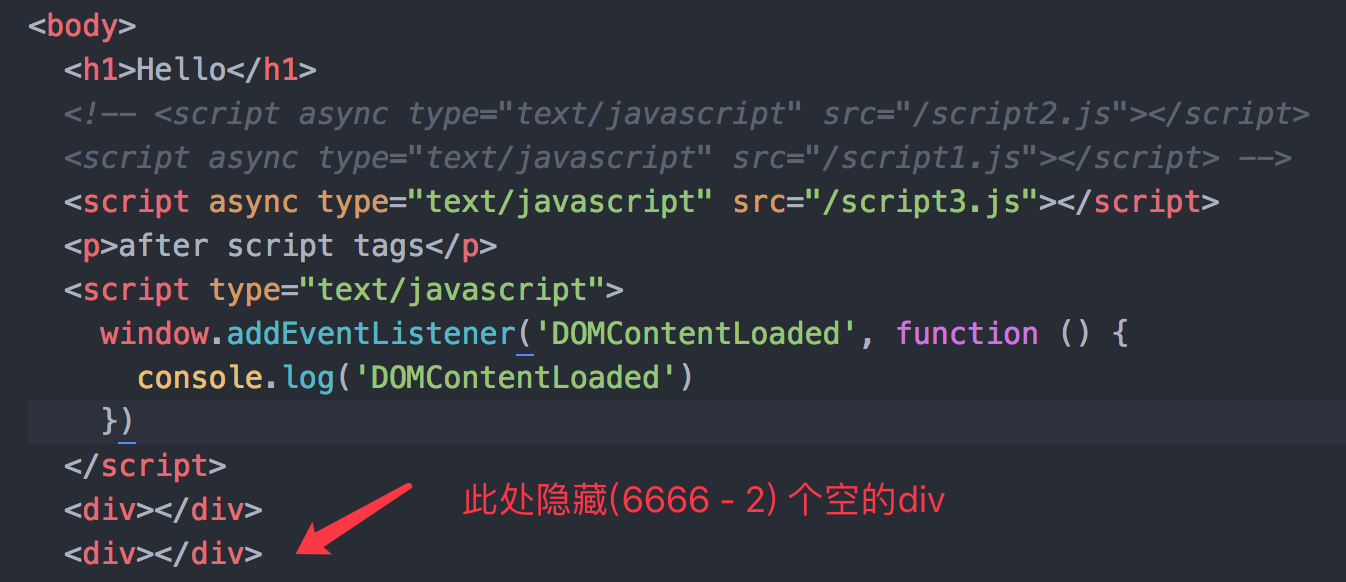 <body>
<h1>Hello</h1>
<!-- <script async type="text/javascript" src="/script2.js"></script>
<script async type="text/javascript" src="/script1.js"></script> -->
<script async type="text/javascript" src="/script3.js"></script>
<p>after script tags</p>
<script type="text/javascript">
window.addEventListener('DOMContentLoaded', function () {
console.log('DOMContentLoaded')
})
</script>
<div></div>
此处隐藏(6666 - 2) 个空的div
<div></div>